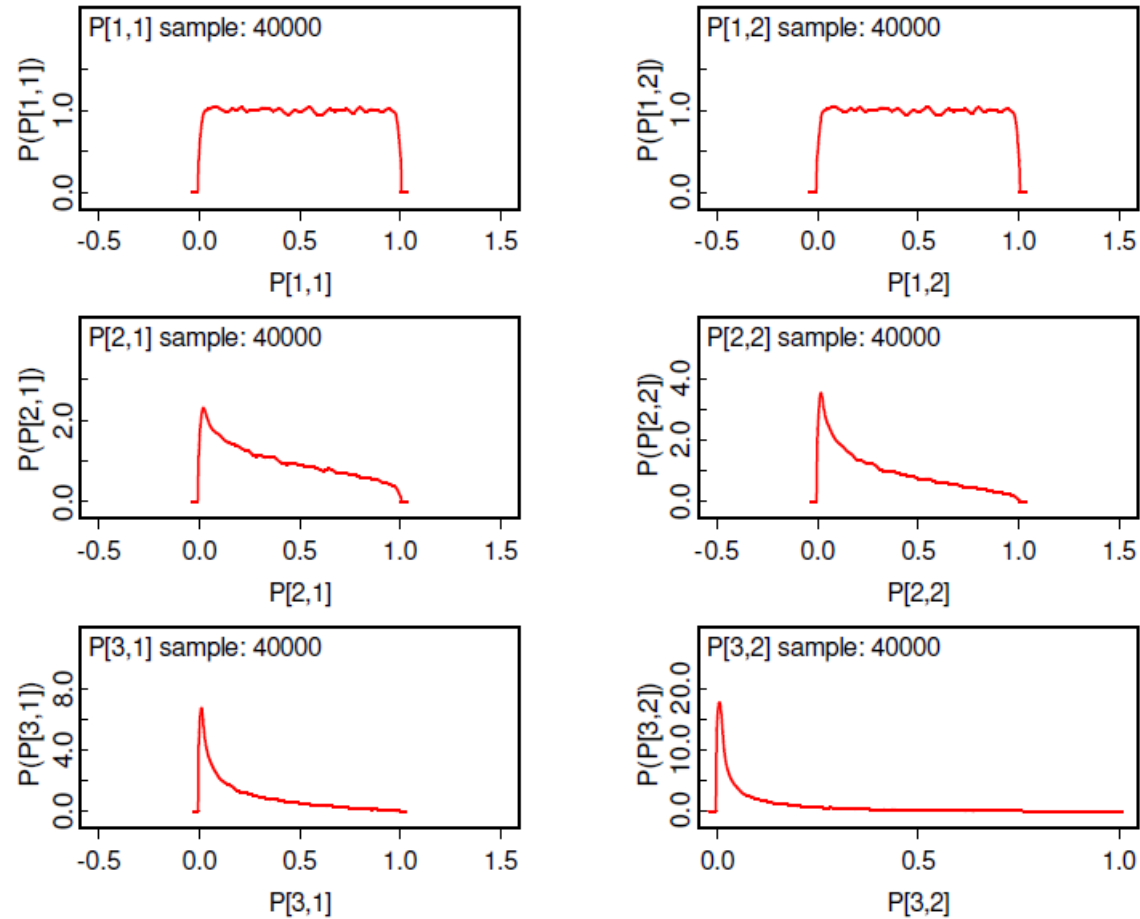 P[1,1] sample: 40000
P(P[1,1])
1.0
0.0
-0.5 0.0 0.5 1.0 1.5
P[1,1]
P[1,2] sample: 40000
P(P[1,2])
1.0
0.0
-0.5 0.0 0.5 1.0 1.5
P[1,2]
P[2,1] sample: 40000
P(P[2,1])
2.0
0.0
-0.5 0.0 0.5 1.0 1.5
P[2,1]
P[2,2] sample: 40000
P(P[2,2])
4.0
2.0
0.0
-0.5 0.0 0.5 1.0 1.5
P[2,2]
P[3,1] sample: 40000
P(P[3,1])
8.0
4.0
0.0
-0.5 0.0 0.5 1.0 1.5
P[3,1]
P[3,2] sample: 40000
P(P[3,2])
20.0
10.0
0.0
0.0 0.5 1.0
P[3,2]